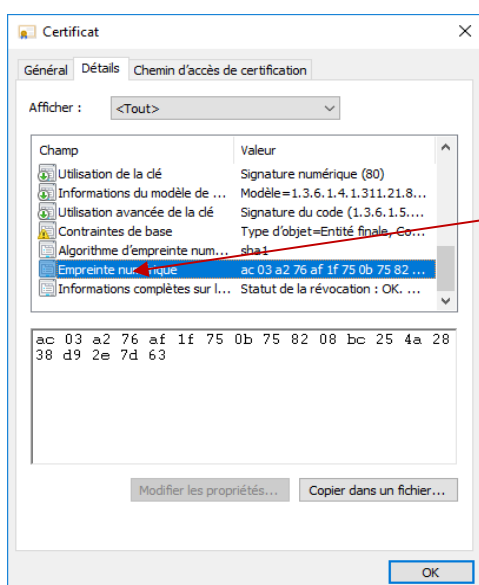 Certificat
Général Détails Chemin d'accès de certification
Afficher : <Tout>
Champ Valeur
Utilisation de la clé Signature numérique (80)
Informations du modèle de ... Modèle=1.3.6.1.4.1.311.21.8...
Utilisation avancée de la clé Signature du code (1.3.6.1.5....
Contraintes de base Type d'objet=Entité finale, Co...
Algorithme d'empreinte num... sha1
Empreinte numérique ac 03 a2 76 af 1f 75 0b 75 82 ...
Informations complètes sur l... Statut de la révocation : OK. ...
ac 03 a2 76 af 1f 75 0b 75 82 08 bc 25 4a 28
38 d9 2e 7d 63
Modifier les propriétés... Copier dans un fichier...
OK